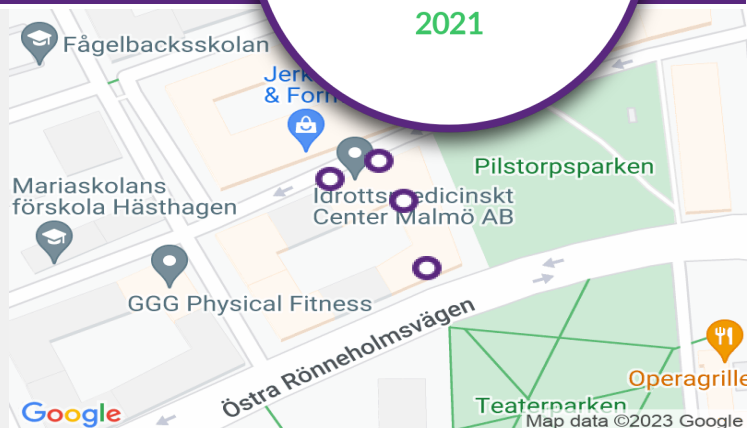 2021
Fågelbacksskolan
Jerk
& Forn
Pilstorpsparken
Mariaskolans
förskola Hästhagen
Idrottsmedicinskt
Center Malmö AB
GGG Physical Fitness
Östra Rönneholmsvägen
Operagrille
Teaterparken
Google
Map data ©2023 Google